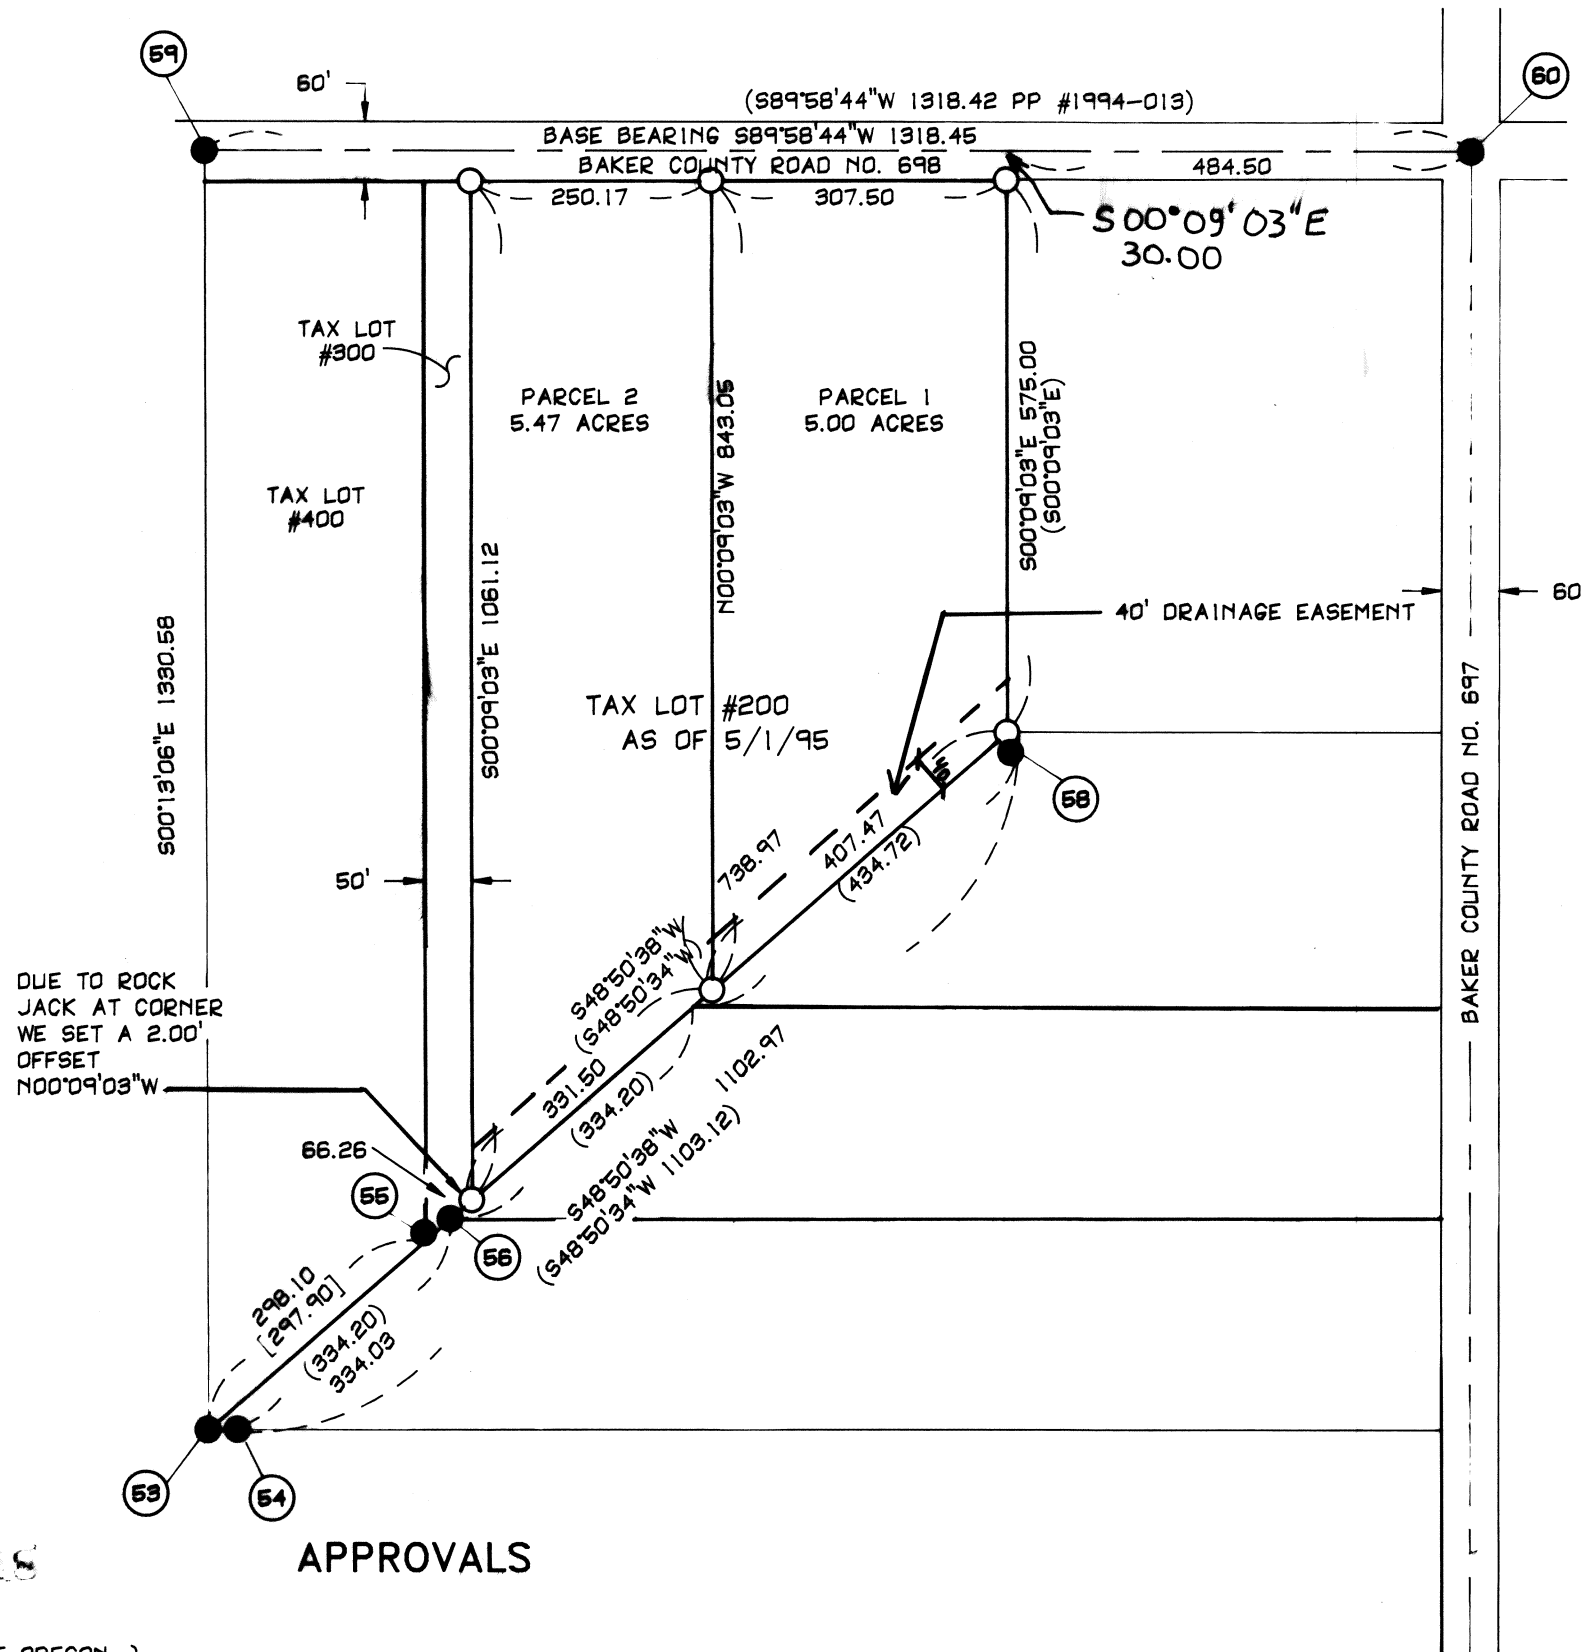 59
60'
(S89°58'44"W 1318.42 PP #1994-013)
60
BASE BEARING S89°58'44"W 1318.45
BAKER COUNTY ROAD NO. 698
484.50
250.17
307.50
S00°09'03"E
30.00
TAX LOT
#300
PARCEL 2
5.47 ACRES
PARCEL 1
5.00 ACRES
S00°09'03"E 575.00
(S00°09'03"E)
N00°09'03"W 843.05
TAX LOT
#400
S00°09'03"E 1061.12
S00°13'06"E 1330.58
60
40' DRAINAGE EASEMENT
BAKER COUNTY ROAD NO. 697
TAX LOT #200
AS OF 5/1/95
40'
58
407.47
(434.72)
738.97
50'
S48°50'38"W
(S48°50'34"W)
DUE TO ROCK
JACK AT CORNER
WE SET A 2.00'
OFFSET
N00°09'03"W
331.50
(334.20)
1102.97
S48°50'38"W
(S48°50'34"W 1103.12)
66.26
55
56
298.10
[297.90]
(334.20)
334.03
53
54
APPROVALS